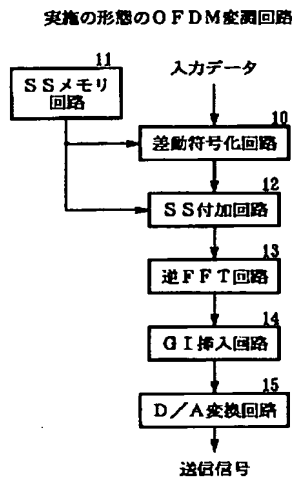 実施の形態のOFDM変調回路
11
SSメモリ
回路
入力データ
10
差動符号化回路
12
SS付加回路
13
逆FFT回路
14
GI挿入回路
15
D/A変換回路
送信信号